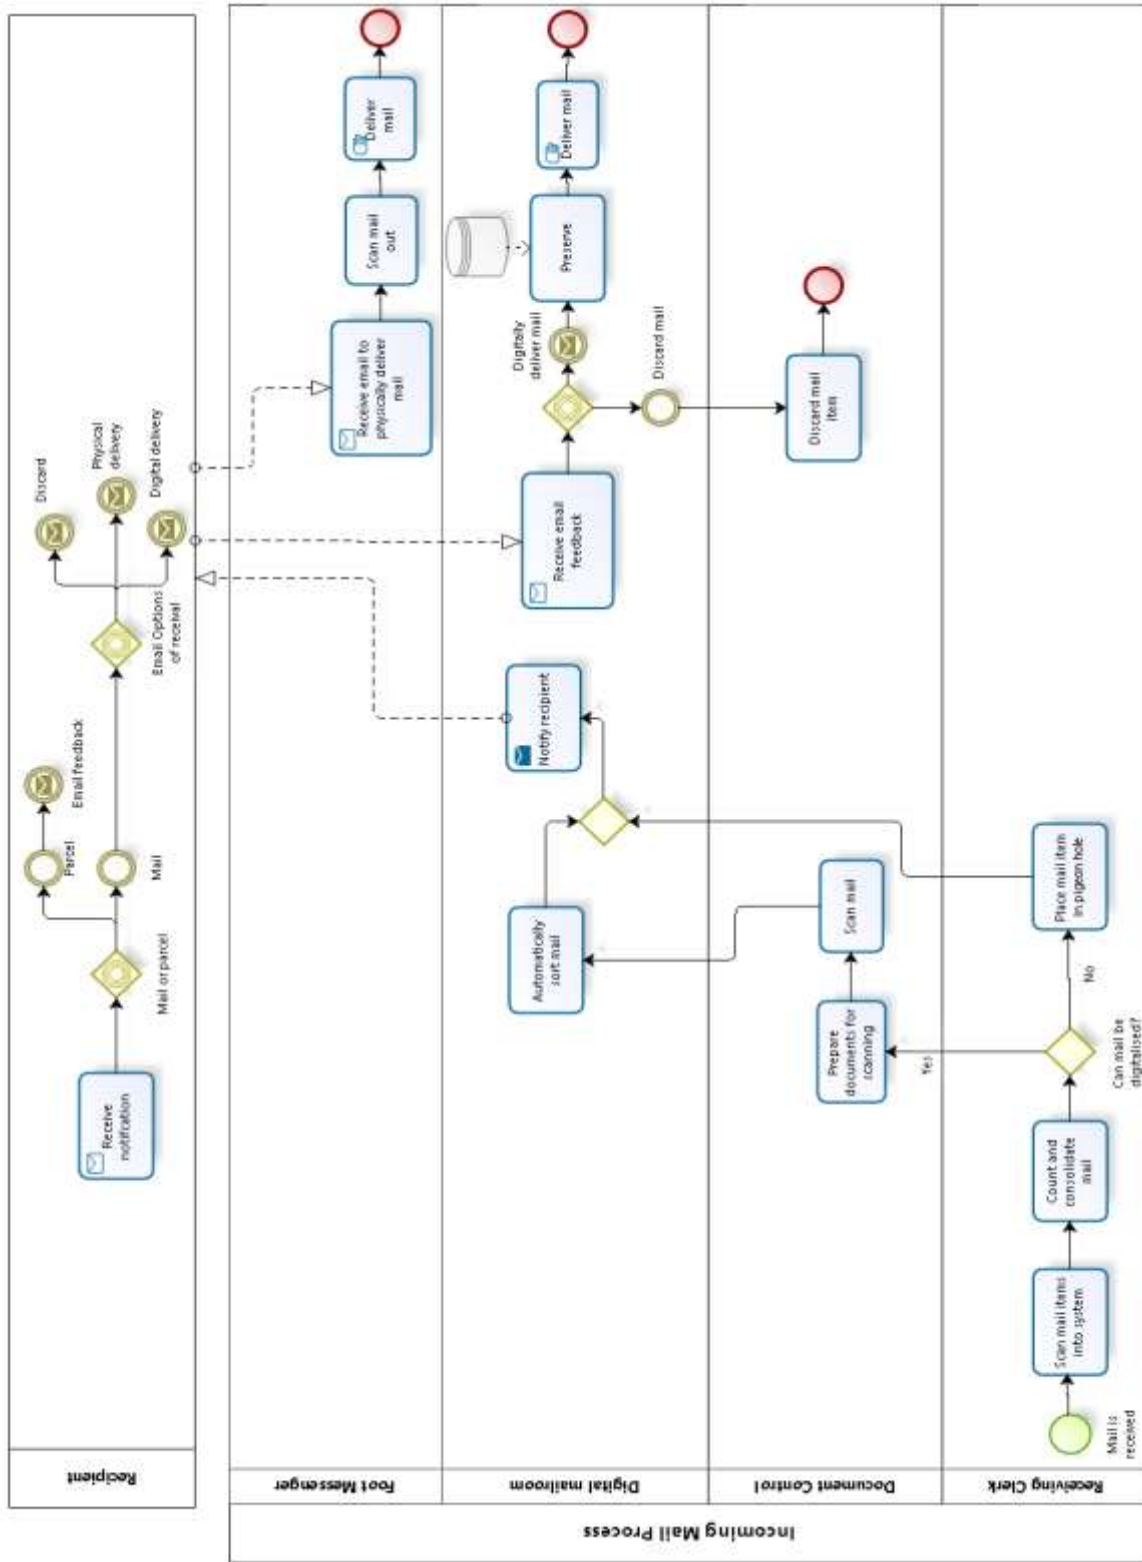 Recipient
Receive
notifcation
Mail or parcel
Parcel
Email feedback
Mail
Email Options
of receival
Discard
Physical
delivery
Digital delivery
Incoming Mail Process
Foot Messenger
Receive email to
physically deliver
mail
Scan mail
out
Deliver
mail
Digital mailroom
Automatically
sort mail
Notify recipient
Receive email
feedback
Digitally
deliver mail
Discard mail
Preserve
Deliver mail
Document Control
Prepare
documents for
scanning
Scan mail
Discard mail
item
Receiving Clerk
Mail is
received
Scan mail items
into system
Count and
consolidate
mail
Can mail be
digitalised?
Yes
No
Place mail item
in pigeon hole